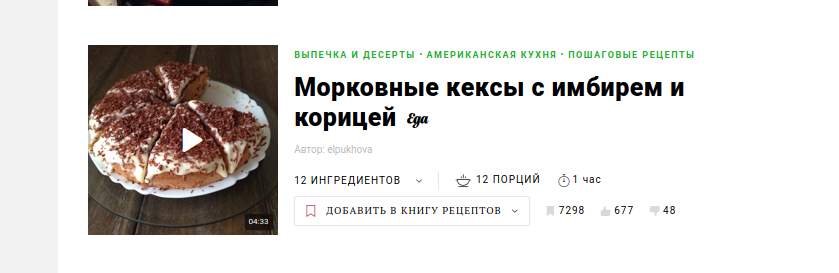 ВЫПЕЧКА И ДЕСЕРТЫ • АМЕРИКАНСКАЯ КУХНЯ • ПОШАГОВЫЕ РЕЦЕПТЫ
Морковные кексы с имбирем и
корицей Еда
Автор: elpukhova
12 ИНГРЕДИЕНТОВ 12 ПОРЦИЙ 1 час
ДОБАВИТЬ В КНИГУ РЕЦЕПТОВ 7298 677 48
04:33